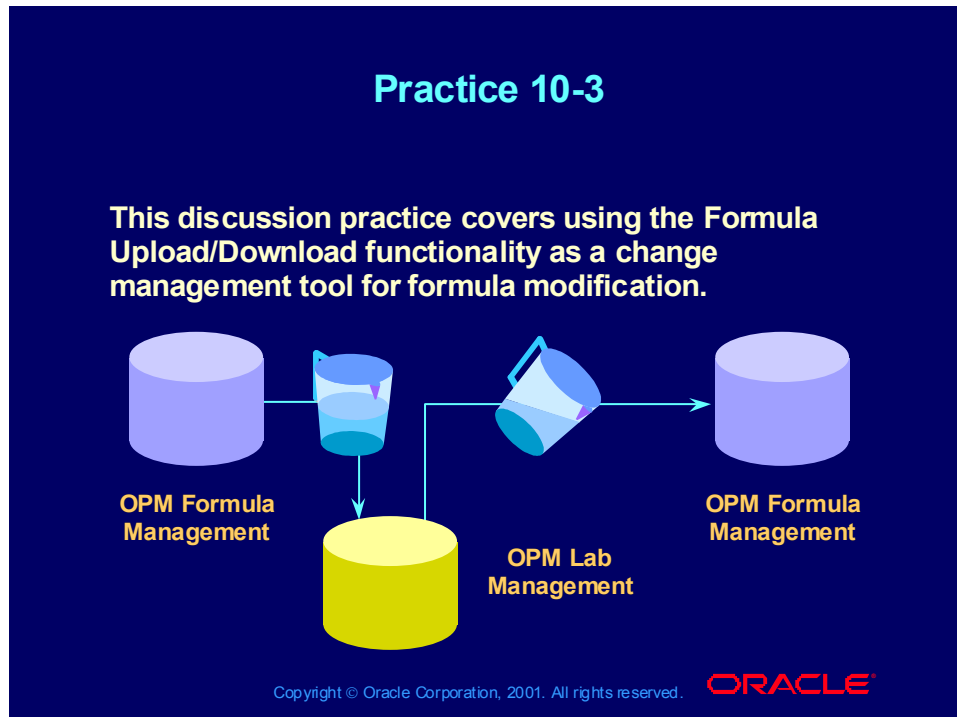 Practice 10-3
This discussion practice covers using the Formula
Upload/Download functionality as a change
management tool for formula modification.
OPM Formula
Management
OPM Lab
Management
OPM Formula
Management
Copyright © Oracle Corporation, 2001. All rights reserved.
ORACLE®